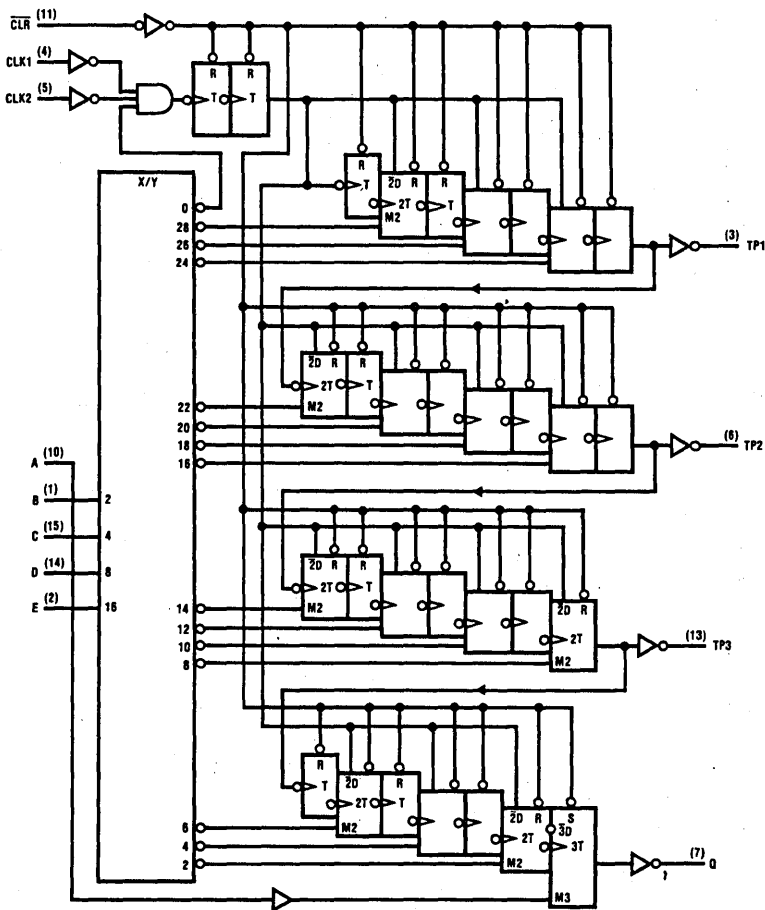 CLR (11)
CLK1 (4)
CLK2 (5)
R R
T T
X/Y
0
28
26
24
R
T
2D R R
2T T
M2
(3) TP1
2D R R
2T T
M2
22
20
18
16
(6) TP2
A (10)
B (1) 2
C (15) 4
D (14) 8
E (2) 16
2D R R
2T T
M2
14
12
10
8
2D R
2T
M2
(13) TP3
R
T
2D R
2T T
M2
6
4
2
2D R S
3D
3T
M2
M3
(7) Q